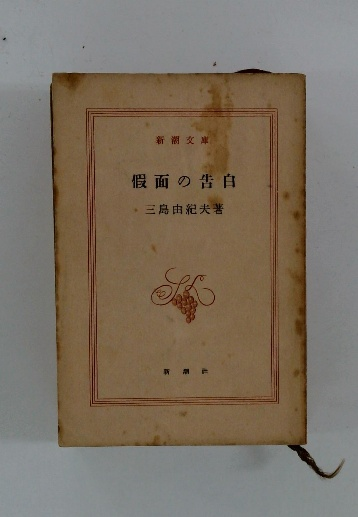 新潮文庫
假面の告白
三島由紀夫著
新潮社